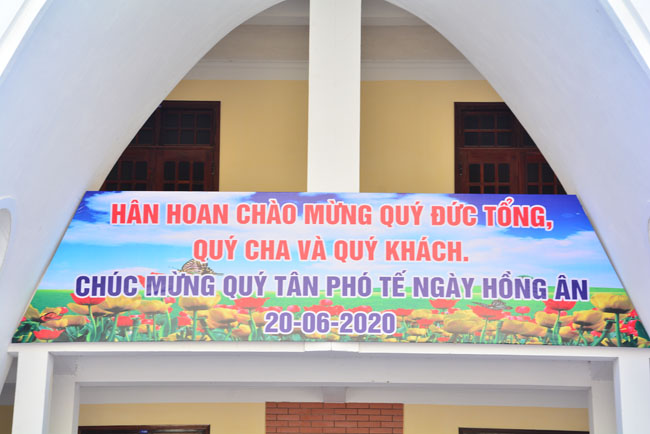 HÂN HOAN CHÀO MỪNG QUÝ ĐỨC TỔNG,
QUÝ CHA VÀ QUÝ KHÁCH.
CHÚC MỪNG QUÝ TÂN PHÓ TẾ NGÀY HỒNG ÂN
20-06-2020